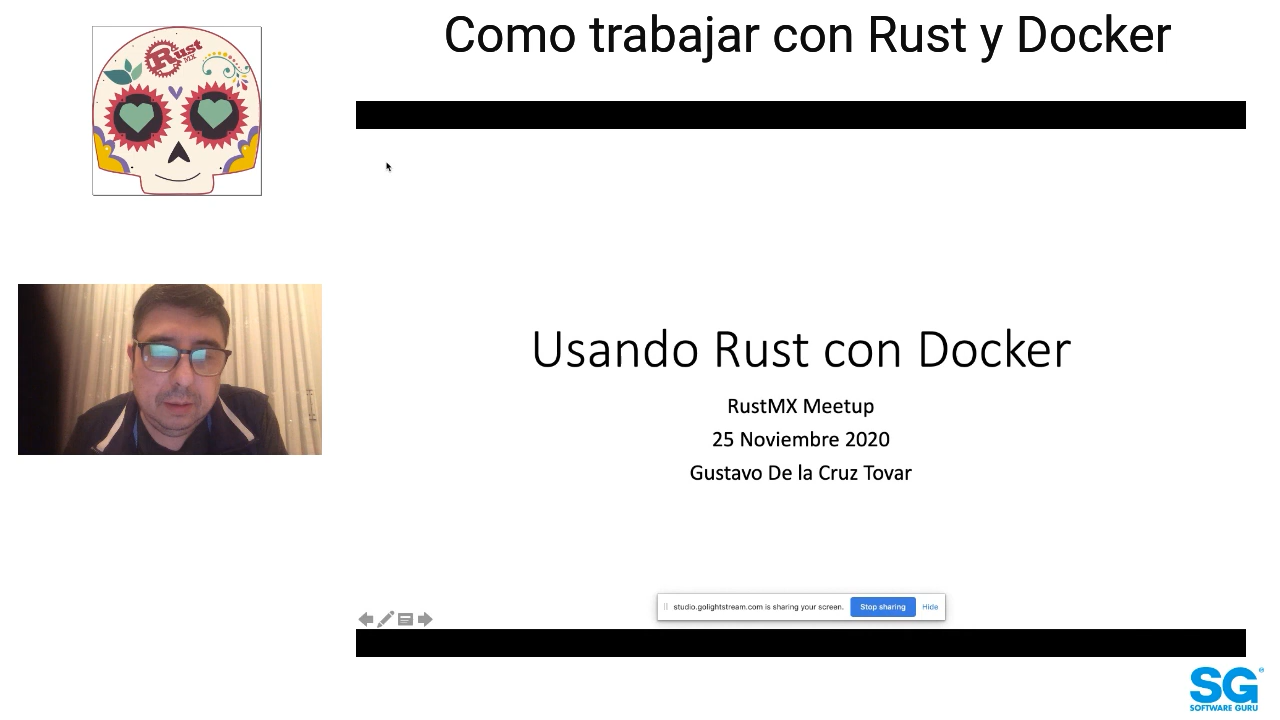 Como trabajar con Rust y Docker
Rust
MX
Usando Rust con Docker
RustMX Meetup
25 Noviembre 2020
Gustavo De la Cruz Tovar
studio.golightstream.com is sharing your screen.
Stop sharing
Hide
SG
SOFTWARE GURU